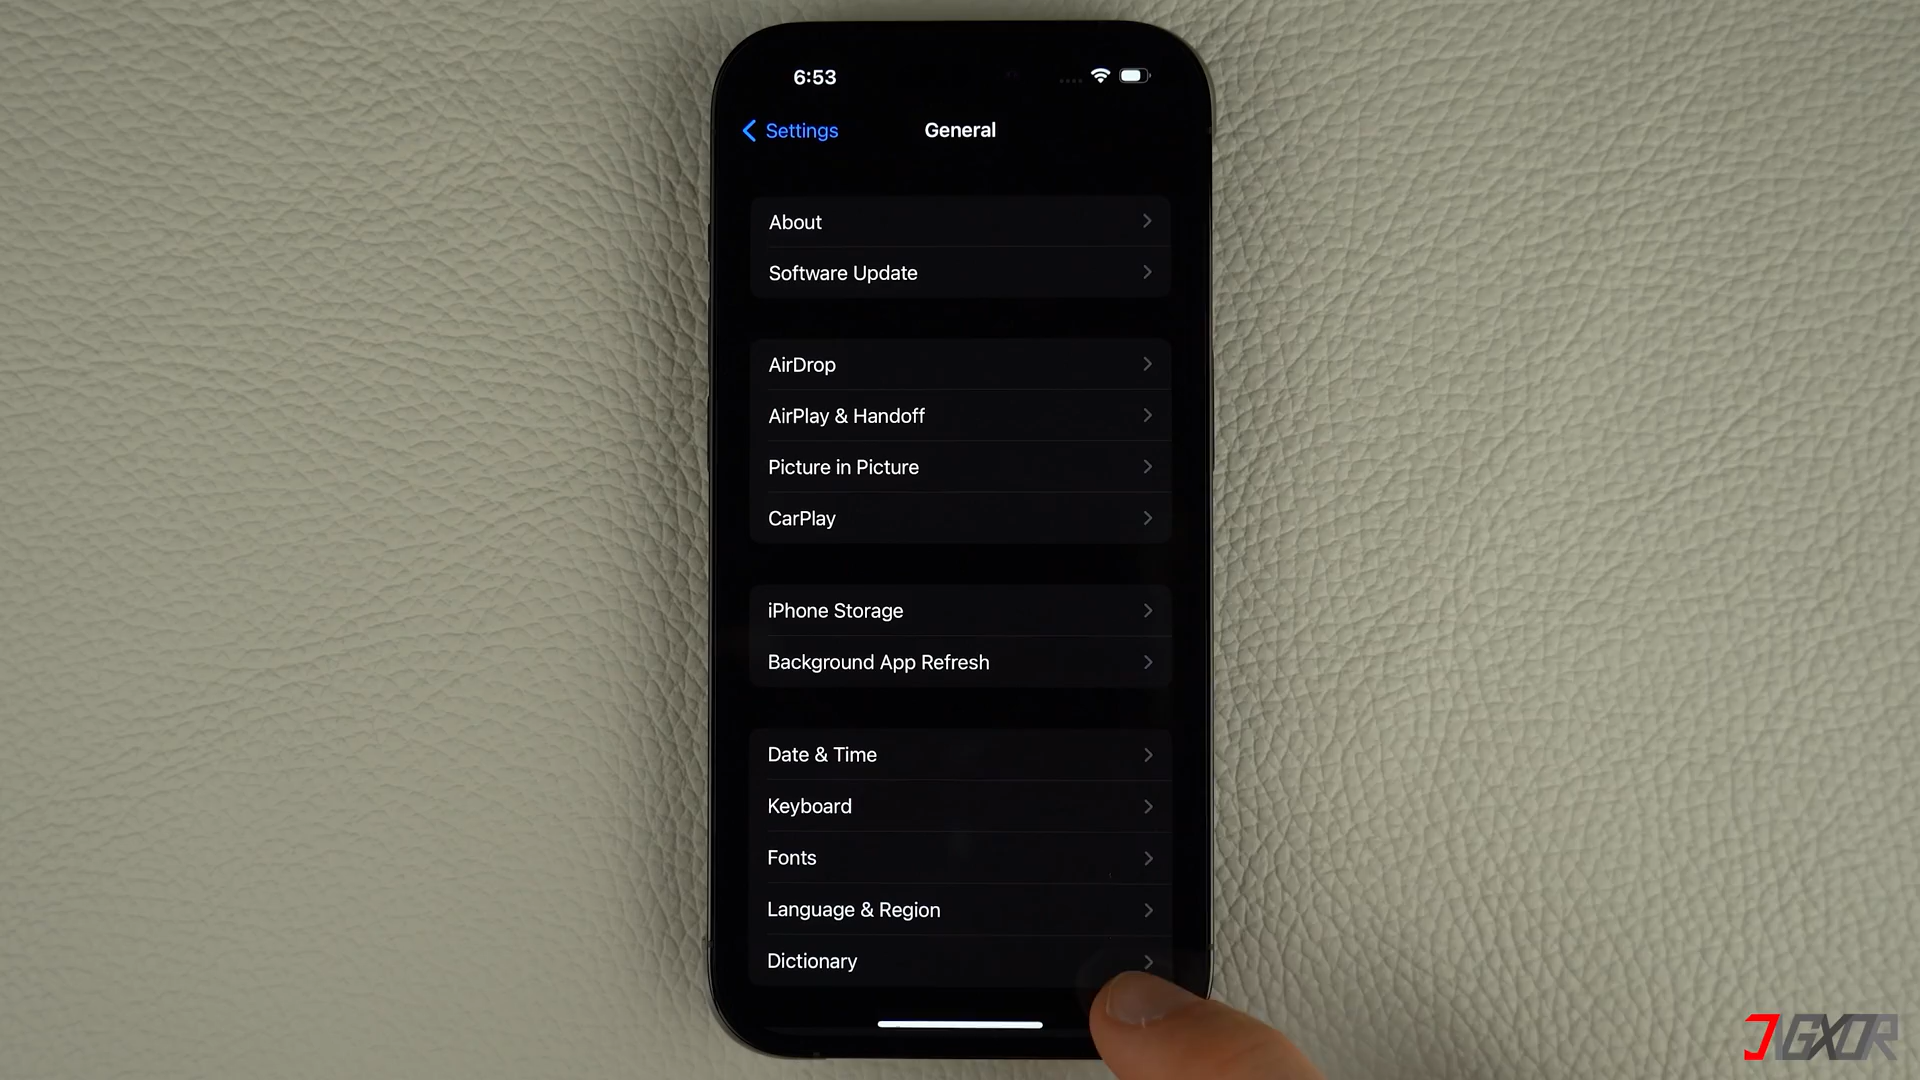 6:53
Settings
General
About
Software Update
AirDrop
AirPlay & Handoff
Picture in Picture
CarPlay
iPhone Storage
Background App Refresh
Date & Time
Keyboard
Fonts
Language & Region
Dictionary
JIGXOR